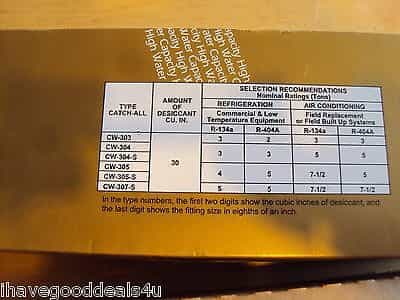 High Water Capacity High Water Capacity
High Water Capacity
SELECTION RECOMMENDATIONS
Nominal Ratings (Tons)
TYPE CATCH-ALL AMOUNT OF DESICCANT CU. IN. REFRIGERATION AIR CONDITIONING
Commercial & Low Temperature Equipment Field Replacement or Field Built Up Systems
R-134a R-404A R-134a R-404A
CW-303 30 3 2 3 3
CW-304 3 3 5 5
CW-304-S
CW-305 4 5 7-1/2 5
CW-305-S
CW-307-S 5 5 7-1/2 7-1/2
In the type numbers, the first two digits show the cubic inches of desiccant, and
the last digit shows the fitting size in eighths of an inch.
ihavegooddeals4u